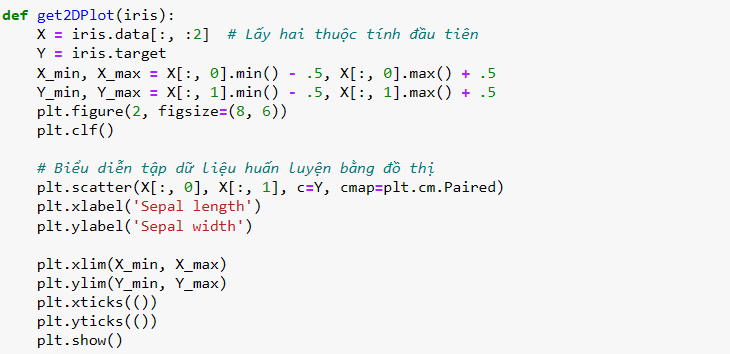 def get2DPlot(iris):
    X = iris.data[:, :2]  # Lấy hai thuộc tính đầu tiên
    Y = iris.target
    X_min, X_max = X[:, 0].min() - .5, X[:, 0].max() + .5
    Y_min, Y_max = X[:, 1].min() - .5, X[:, 1].max() + .5
    plt.figure(2, figsize=(8, 6))
    plt.clf()

    # Biểu diễn tập dữ liệu huấn luyện bằng đồ thị
    plt.scatter(X[:, 0], X[:, 1], c=Y, cmap=plt.cm.Paired)
    plt.xlabel('Sepal length')
    plt.ylabel('Sepal width')

    plt.xlim(X_min, X_max)
    plt.ylim(Y_min, Y_max)
    plt.xticks(())
    plt.yticks(())
    plt.show()